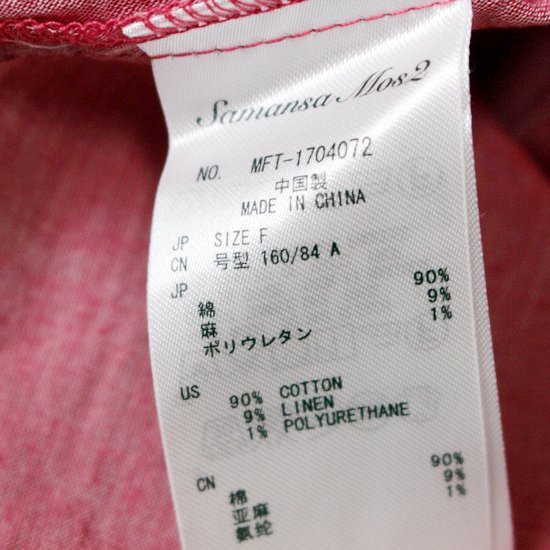 Samansa Mos2
NO. MFT-1704072
中国製
MADE IN CHINA
JP SIZE F
CN 号型 160/84 A
JP
綿 90%
麻 9%
ポリウレタン 1%
US 90% COTTON
9% LINEN
1% POLYURETHANE
CN
棉 90%
亚麻 9%
氨纶 1%